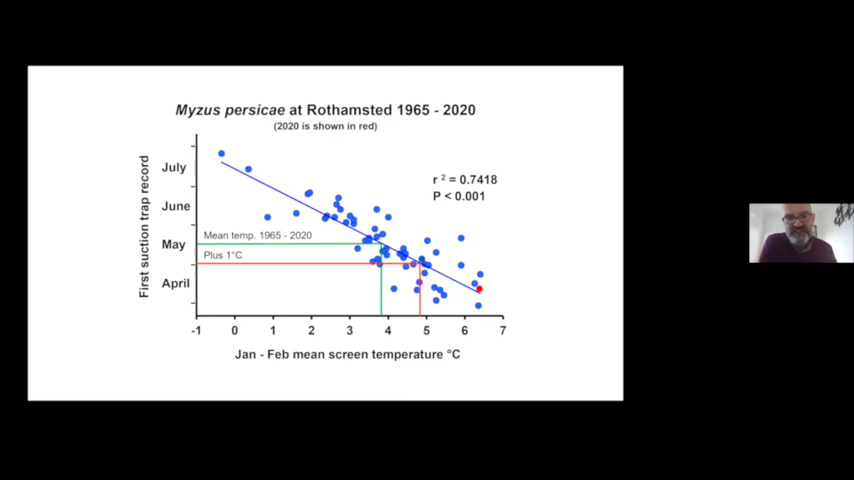 Myzus persicae at Rothamsted 1965 - 2020
(2020 is shown in red)
r 2 = 0.7418
P < 0.001
First suction trap record
July
June
May
April
Mean temp. 1965 - 2020
Plus 1°C
-1 0 1 2 3 4 5 6 7
Jan - Feb mean screen temperature °C